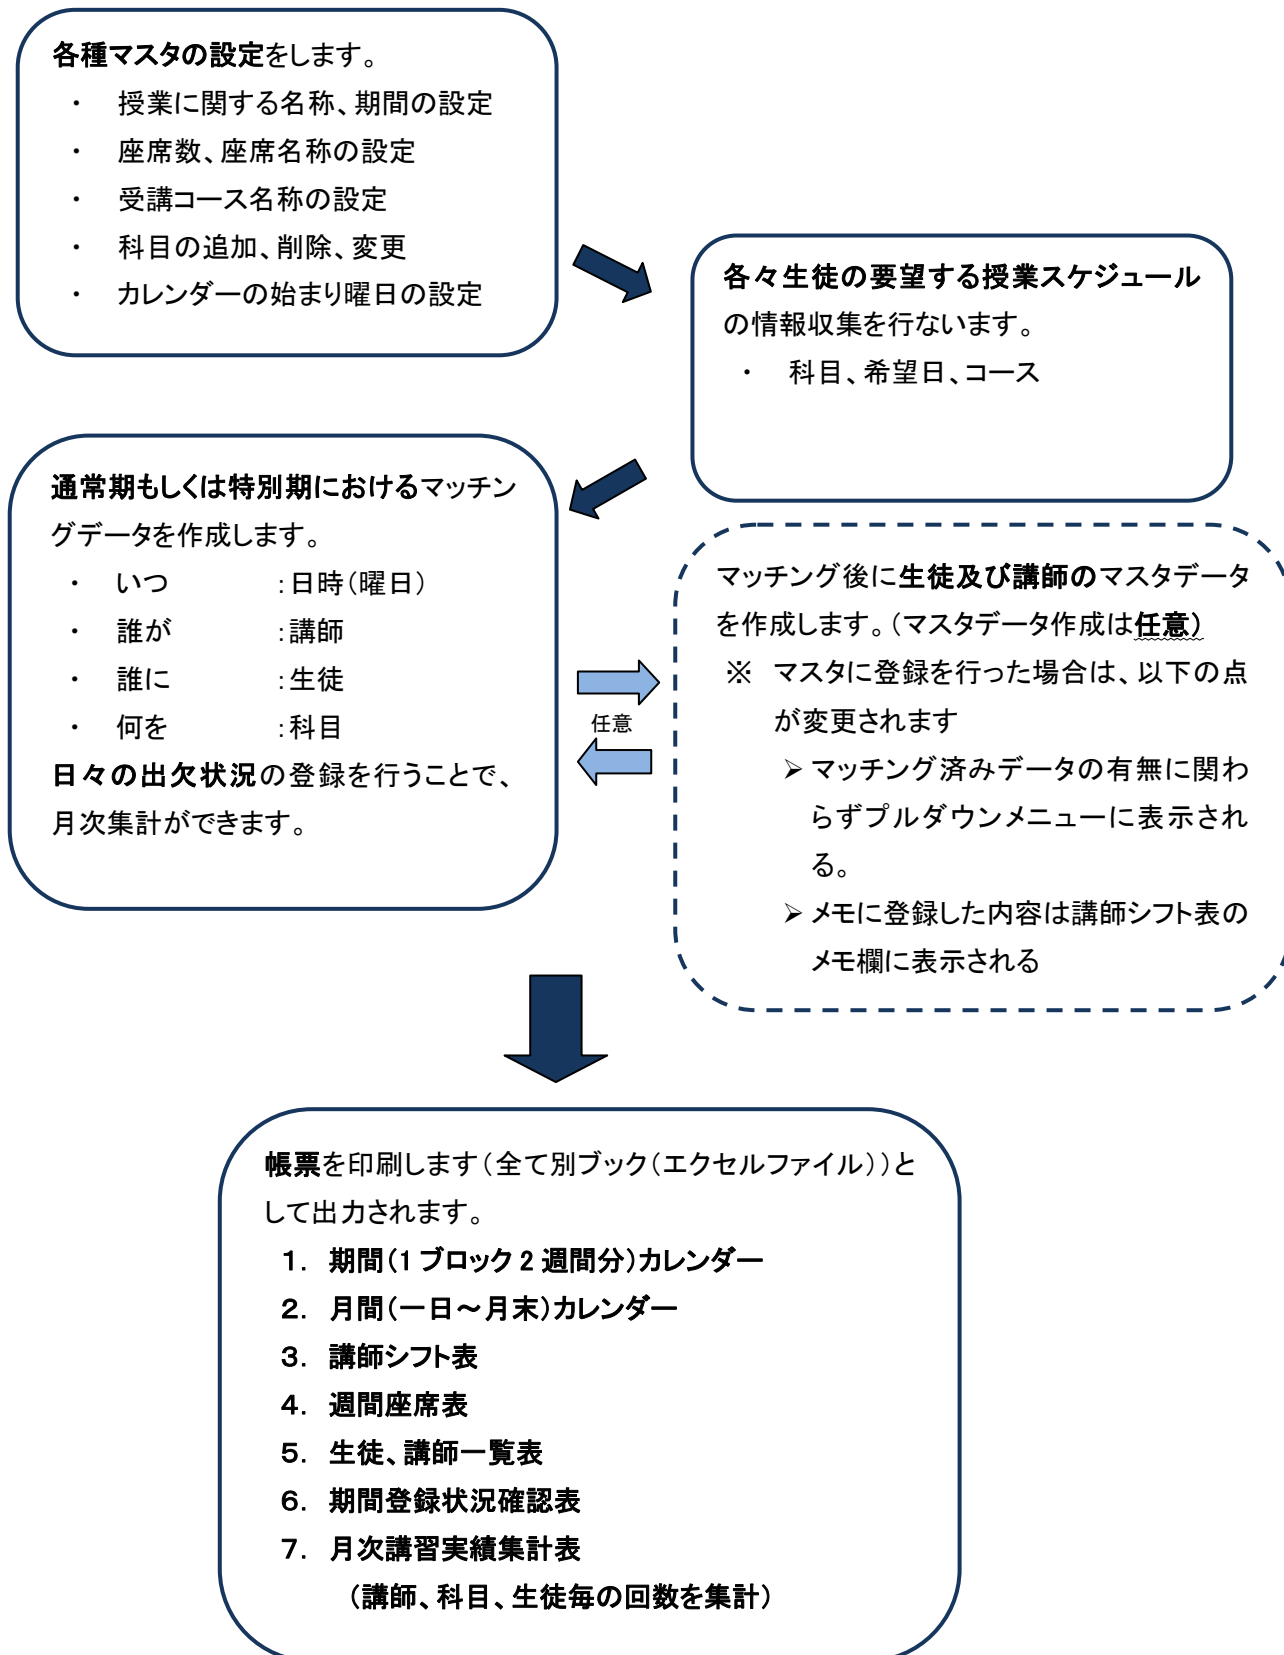 各種マスタの設定をします。
・ 授業に関する名称、期間の設定
・ 座席数、座席名称の設定
・ 受講コース名称の設定
・ 科目の追加、削除、変更
・ カレンダーの始まり曜日の設定
各々生徒の要望する授業スケジュール
の情報収集を行ないます。
・ 科目、希望日、コース
通常期もしくは特別期におけるマッチン
グデータを作成します。
・ いつ :日時(曜日)
・ 誰が :講師
・ 誰に :生徒
・ 何を :科目
日々の出欠状況の登録を行うことで、
月次集計ができます。
任意
マッチング後に生徒及び講師のマスタデータ
を作成します。(マスタデータ作成は任意)
※ マスタに登録を行った場合は、以下の点
が変更されます
➢ マッチング済みデータの有無に関わ
らずプルダウンメニューに表示され
る。
➢ メモに登録した内容は講師シフト表の
メモ欄に表示される
帳票を印刷します(全て別ブック(エクセルファイル))と
して出力されます。
1. 期間(1ブロック2週間分)カレンダー
2. 月間(一日~月末)カレンダー
3. 講師シフト表
4. 週間座席表
5. 生徒、講師一覧表
6. 期間登録状況確認表
7. 月次講習実績集計表
(講師、科目、生徒毎の回数を集計)